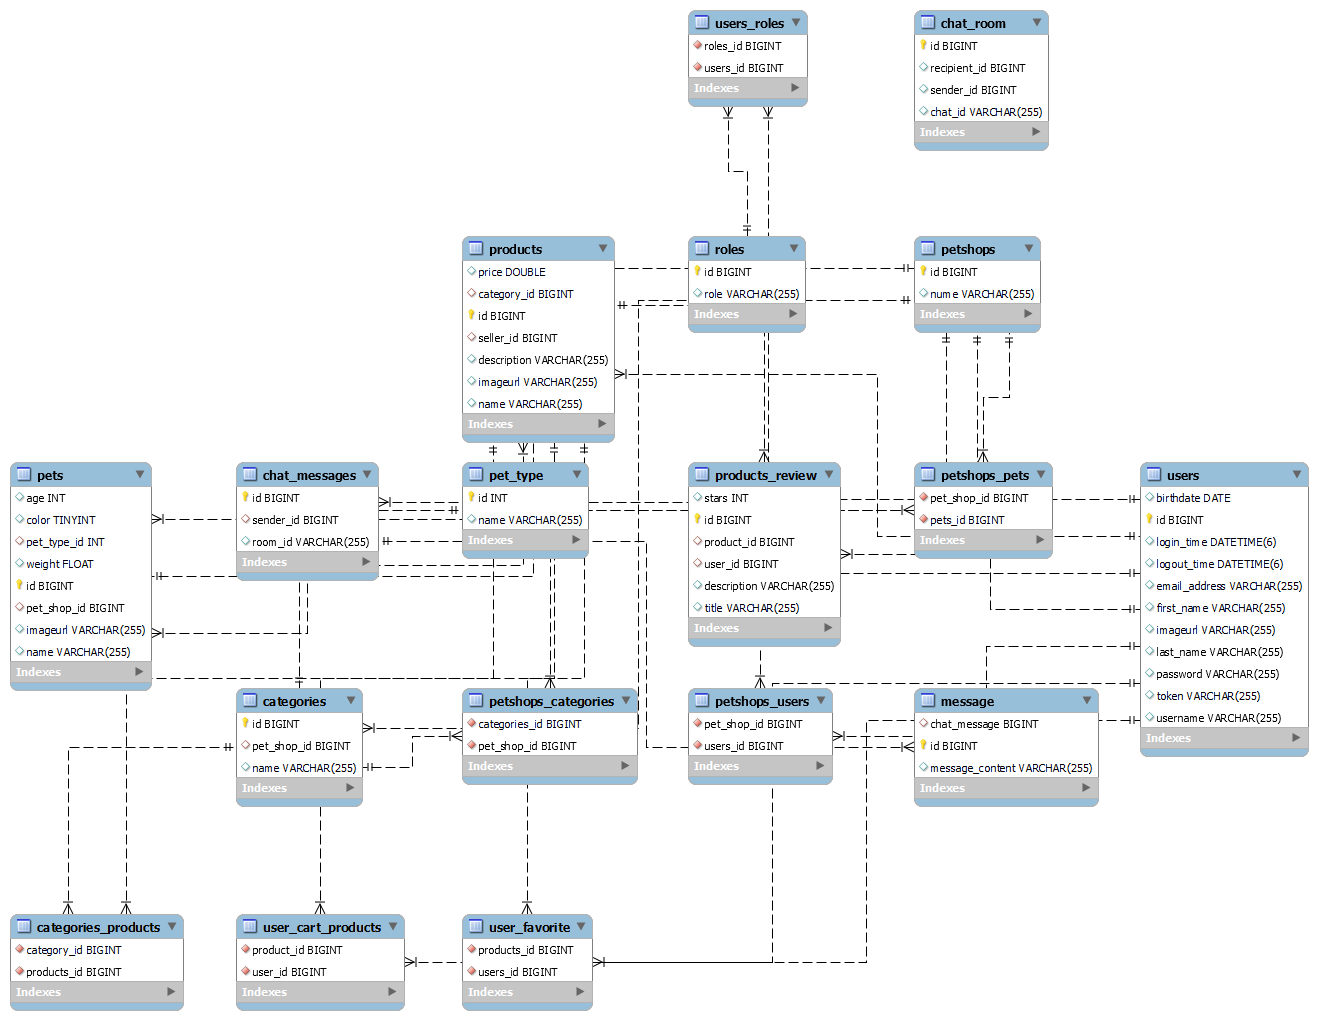 users_roles
roles_id BIGINT
users_id BIGINT
Indexes
chat_room
id BIGINT
recipient_id BIGINT
sender_id BIGINT
chat_id VARCHAR(255)
Indexes
products
price DOUBLE
category_id BIGINT
id BIGINT
seller_id BIGINT
description VARCHAR(255)
imageurl VARCHAR(255)
name VARCHAR(255)
Indexes
roles
id BIGINT
role VARCHAR(255)
Indexes
petshops
id BIGINT
nume VARCHAR(255)
Indexes
pets
age INT
color TINYINT
pet_type_id INT
weight FLOAT
id BIGINT
pet_shop_id BIGINT
imageurl VARCHAR(255)
name VARCHAR(255)
Indexes
chat_messages
id BIGINT
sender_id BIGINT
room_id VARCHAR(255)
Indexes
pet_type
id INT
name VARCHAR(255)
Indexes
products_review
stars INT
id BIGINT
product_id BIGINT
user_id BIGINT
description VARCHAR(255)
title VARCHAR(255)
Indexes
petshops_pets
pet_shop_id BIGINT
pets_id BIGINT
Indexes
users
birthdate DATE
id BIGINT
login_time DATETIME(6)
logout_time DATETIME(6)
email_address VARCHAR(255)
first_name VARCHAR(255)
imageurl VARCHAR(255)
last_name VARCHAR(255)
password VARCHAR(255)
token VARCHAR(255)
username VARCHAR(255)
Indexes
categories
id BIGINT
pet_shop_id BIGINT
name VARCHAR(255)
Indexes
petshops_categories
categories_id BIGINT
pet_shop_id BIGINT
Indexes
petshops_users
pet_shop_id BIGINT
users_id BIGINT
Indexes
message
chat_message BIGINT
id BIGINT
message_content VARCHAR(255)
Indexes
categories_products
category_id BIGINT
products_id BIGINT
Indexes
user_cart_products
product_id BIGINT
user_id BIGINT
Indexes
user_favorite
products_id BIGINT
users_id BIGINT
Indexes